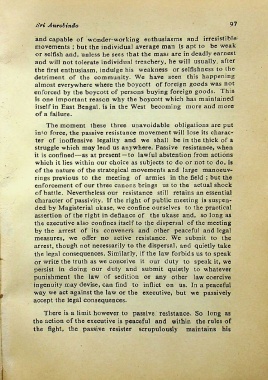 Sri Aurobindo 97
and capable of wonder-working enthusiasms and irresistible
movements ; but the individual average man is apt to be weak
or selfish and, unless he sees that the mass are in deadly earnest
and will not tolerate individual treachery, he will usually, after
the first enthusiasm, indulge his weakness or selfishness to the
detriment of the community. We have seen this happening
almost everywhere where the boycott of foreign goods was not
enforced by the boycott of persons buying foreign goods. This
is one important reason why the boycott which has maintained
itself in East Bengal, is in the West becoming more and more
of a failure.
The moment these three unavoidable obligations are put
into force, the passive resistance movement will lose its charac-
ter of inoffensive legality and we shall be in the thick of a
struggle which may lead us anywhere. Passive resistance, when
it is confined—as at present—to lawful abstention from actions
which it lies within our choice as subjects to do or not to do, is
of the nature of the strategical movements and large manoeuv-
rings previous to the meeting of armies in the field ; but the
enforcement of our three canons brings us to the actual shock
of battle. Nevertheless our resistance still retains an essential
character of passivity. If the right of public meeting is suspen-
ded by Magisterial ukase, we confine ourselves to the practical
assertion of the right in defiance of the ukase and, so long as
the executive also confines itself to the dispersal of the meeting
by the arrest of its conveners and other peaceful and legal
measures, we offer no active resistance. We submit to the
arrest, though not necessarily to the dispersal, and quietly take
the legal consequences. Similarly, if the law forbids us to speak
or write the truth as we conceive it our duty to speak it, we
persist in doing our duty and submit quietly to whatever
punishment the law of sedition or any other law coercive
ingenuity may devise, can find to inflict on us. In a peaceful
way we act against the law or the executive, but we passively
accept the legal consequences.
There is a limit however to passive resistance. So long as
the action of the executive is peaceful and within the rules of
the fight, the passive resister scrupulously maintains his